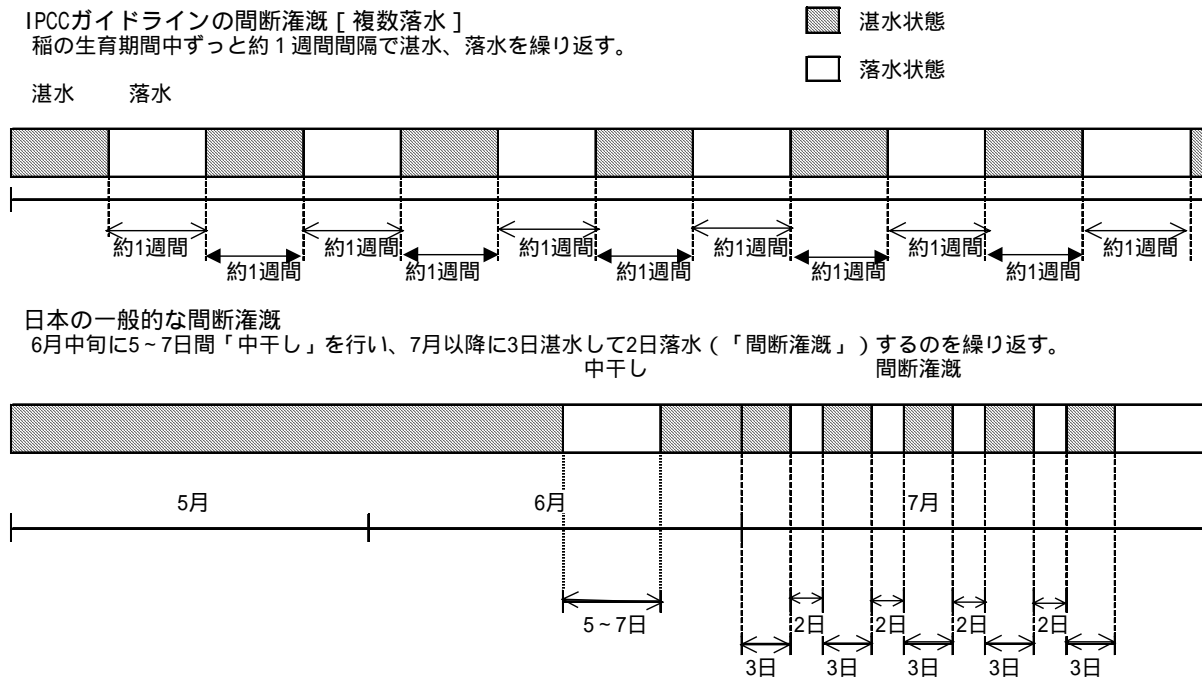 IPCCガイドラインの間断潅漑 [ 複数落水 ]
稲の生育期間中ずっと約１週間間隔で湛水、落水を繰り返す。
湛水状態
落水状態
湛水 落水
約1週間 約1週間 約1週間 約1週間 約1週間 約1週間
約1週間 約1週間 約1週間 約1週間 約1週間
日本の一般的な間断潅漑
6月中旬に5~7日間「中干し」を行い、7月以降に3日湛水して2日落水（「間断潅漑」）するのを繰り返す。
中干し 間断潅漑
5月 6月 7月
5~7日 2日 2日 2日 2日
3日 3日 3日 3日 3日